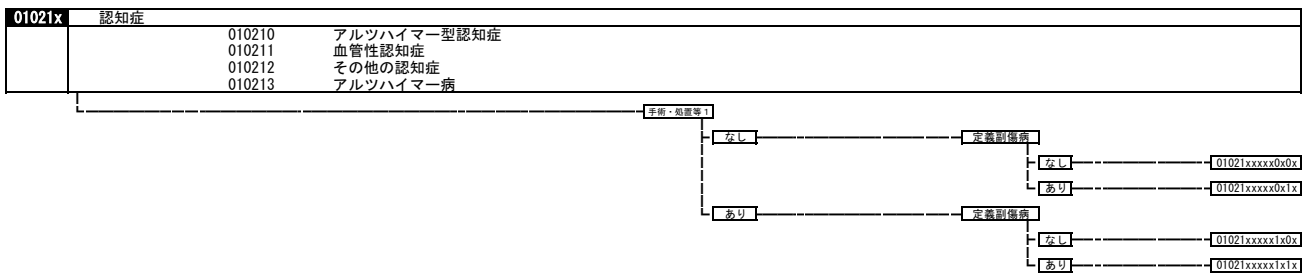 01021x 認知症
010210 アルツハイマー型認知症
010211 血管性認知症
010212 その他の認知症
010213 アルツハイマー病
手術・処置等1
なし 定義副傷病
なし 01021xxxxx0x0x
あり 01021xxxxx0x1x
あり 定義副傷病
なし 01021xxxxx1x0x
あり 01021xxxxx1x1x